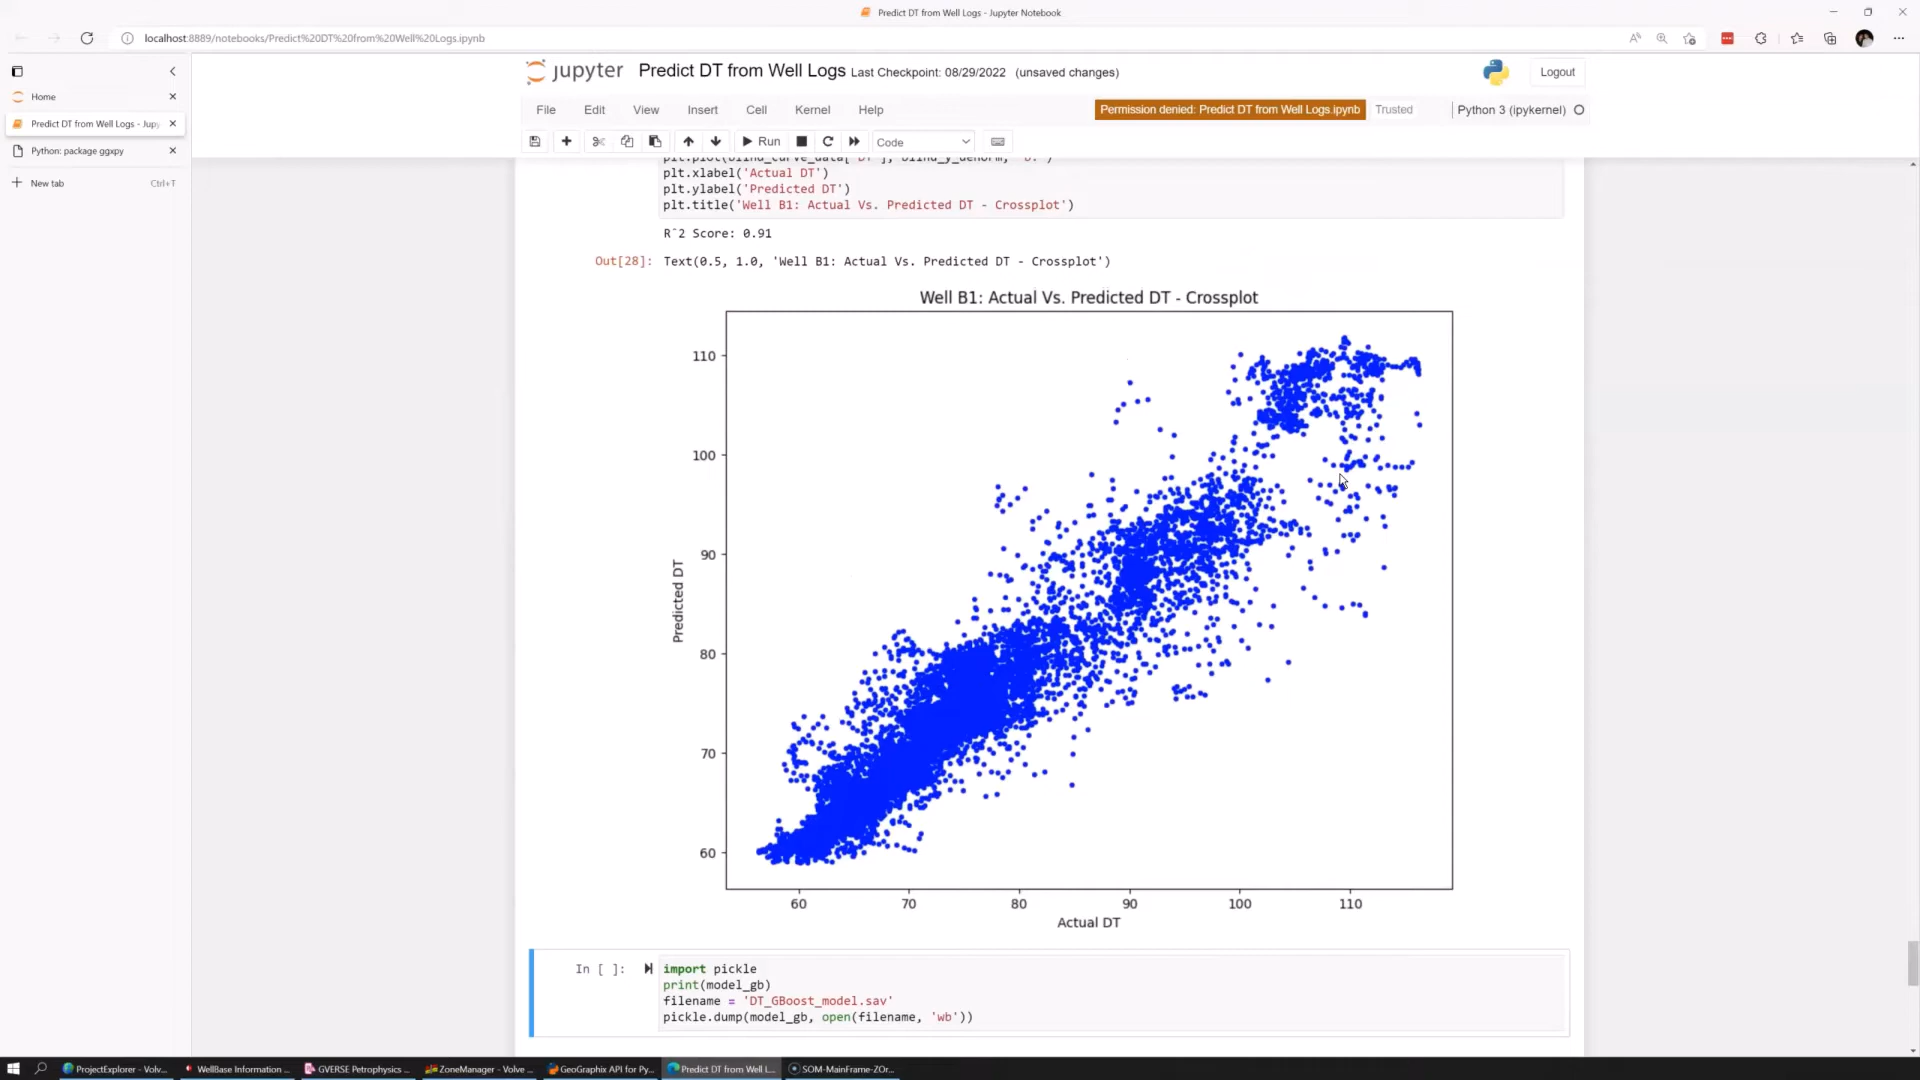 Predict DT from Well Logs - Jupyter Notebook
localhost:8889/notebooks/Predict%20DT%20from%20Well%20Logs.ipynb
Home
Predict DT from Well Logs - Jupy
Python: package ggxpy
New tab Ctrl+T
jupyter Predict DT from Well Logs Last Checkpoint: 08/29/2022 (unsaved changes)
Logout
File Edit View Insert Cell Kernel Help
Permission denied: Predict DT from Well Logs.ipynb Trusted Python 3 (ipykernel)
Run Code
plt.plot(blind_curve_data['DT'], blind_y_denorm, 'b.')
plt.xlabel('Actual DT')
plt.ylabel('Predicted DT')
plt.title('Well B1: Actual Vs. Predicted DT - Crossplot')
Rˆ2 Score: 0.91
Out[28]: Text(0.5, 1.0, 'Well B1: Actual Vs. Predicted DT - Crossplot')
Well B1: Actual Vs. Predicted DT - Crossplot
110
100
90
80
70
60
Predicted DT
60 70 80 90 100 110
Actual DT
In [ ]: import pickle
print(model_gb)
filename = 'DT_GBoost_model.sav'
pickle.dump(model_gb, open(filename, 'wb'))
ProjectExplorer - Volv... WellBase Information ... GVERSE Petrophysics ... ZoneManager - Volve ... GeoGraphix API for Py... Predict DT from Well L... SOM-MainFrame-ZOr...